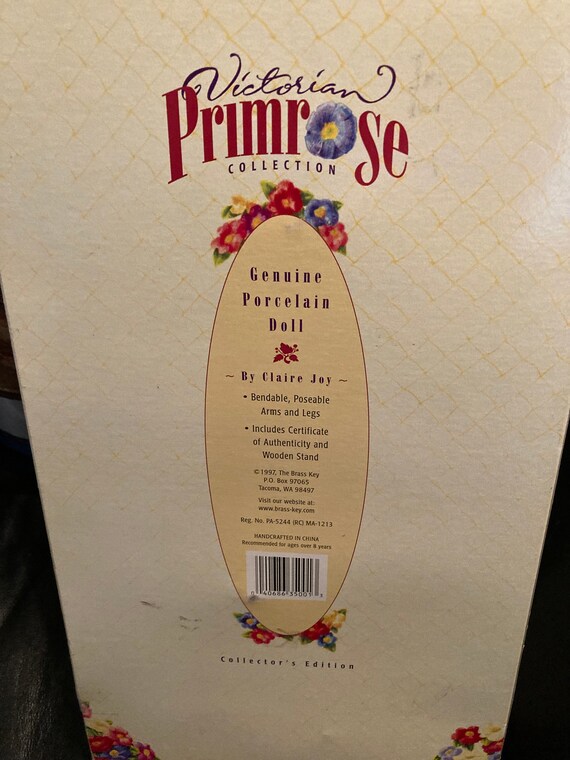 Victorian
Primrose
COLLECTION
Genuine
Porcelain
Doll
~ By Claire Joy ~
• Bendable, Poseable
Arms and Legs
• Includes Certificate
of Authenticity and
Wooden Stand
©1997, The Brass Key
P.O. Box 97065
Tacoma, WA 98497
Visit our website at:
www.brass-key.com
Reg. No. PA-5244 (RC) MA-1213
HANDCRAFTED IN CHINA
Recommended for ages over 8 years
Collector's Edition